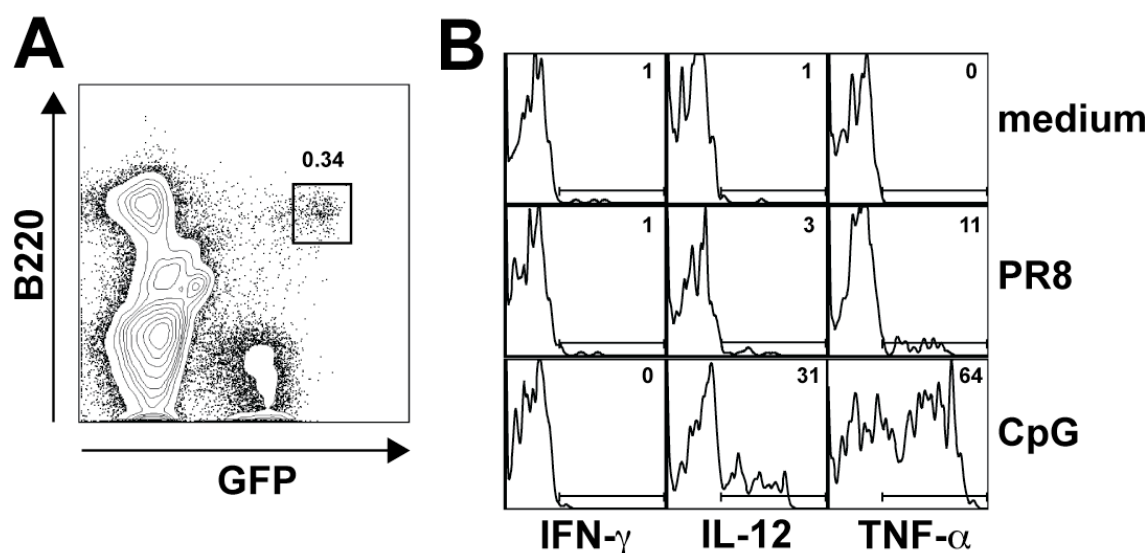 A
0.34
B220
GFP
B
1 1 0 medium
1 3 11 PR8
0 31 64 CpG
IFN-γ IL-12 TNF-α